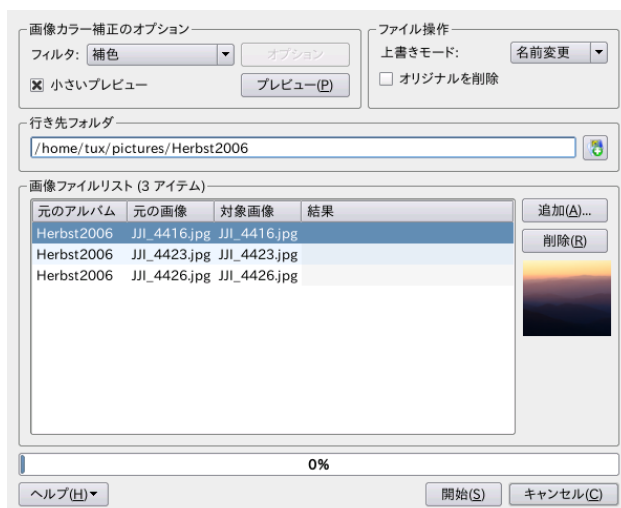 画像カラー補正のオプション
フィルタ: 補色 オプション
小さいプレビュー プレビュー(P)
ファイル操作
上書きモード: 名前変更
オリジナルを削除
行き先フォルダ
/home/tux/pictures/Herbst2006
画像ファイルリスト (3 アイテム)
元のアルバム 元の画像 対象画像 結果
Herbst2006 JJI_4416.jpg JJI_4416.jpg
Herbst2006 JJI_4423.jpg JJI_4423.jpg
Herbst2006 JJI_4426.jpg JJI_4426.jpg
追加(A)...
削除(R)
0%
ヘルプ(H) 開始(S) キャンセル(C)